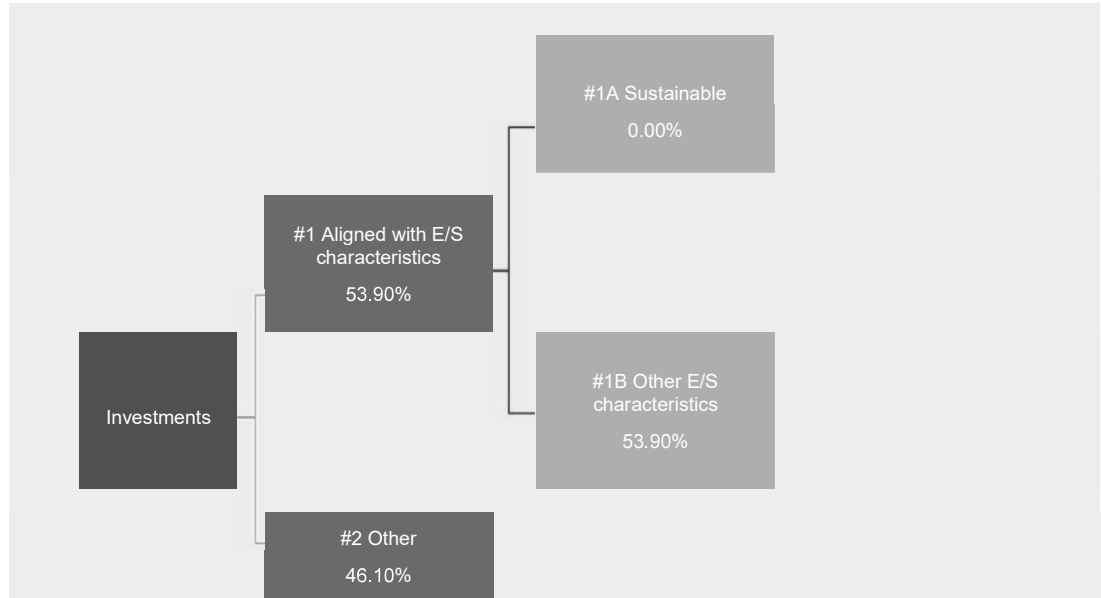 #1A Sustainable
0.00%
#1 Aligned with E/S
characteristics
53.90%
#1B Other E/S
characteristics
53.90%
Investments
#2 Other
46.10%